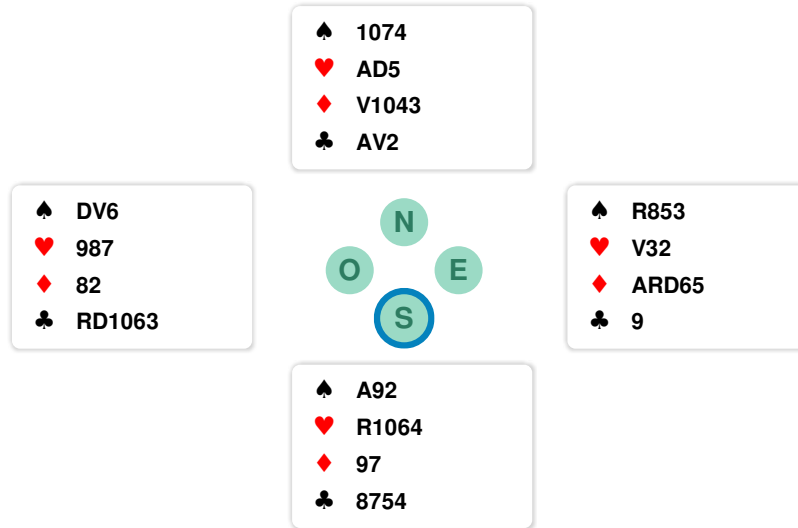 ♠ 1074
♥ AD5
♦ V1043
♣ AV2
♠ DV6
♥ 987
♦ 82
♣ RD1063
N
O E
S
♠ R853
♥ V32
♦ ARD65
♣ 9
♠ A92
♥ R1064
♦ 97
♣ 8754